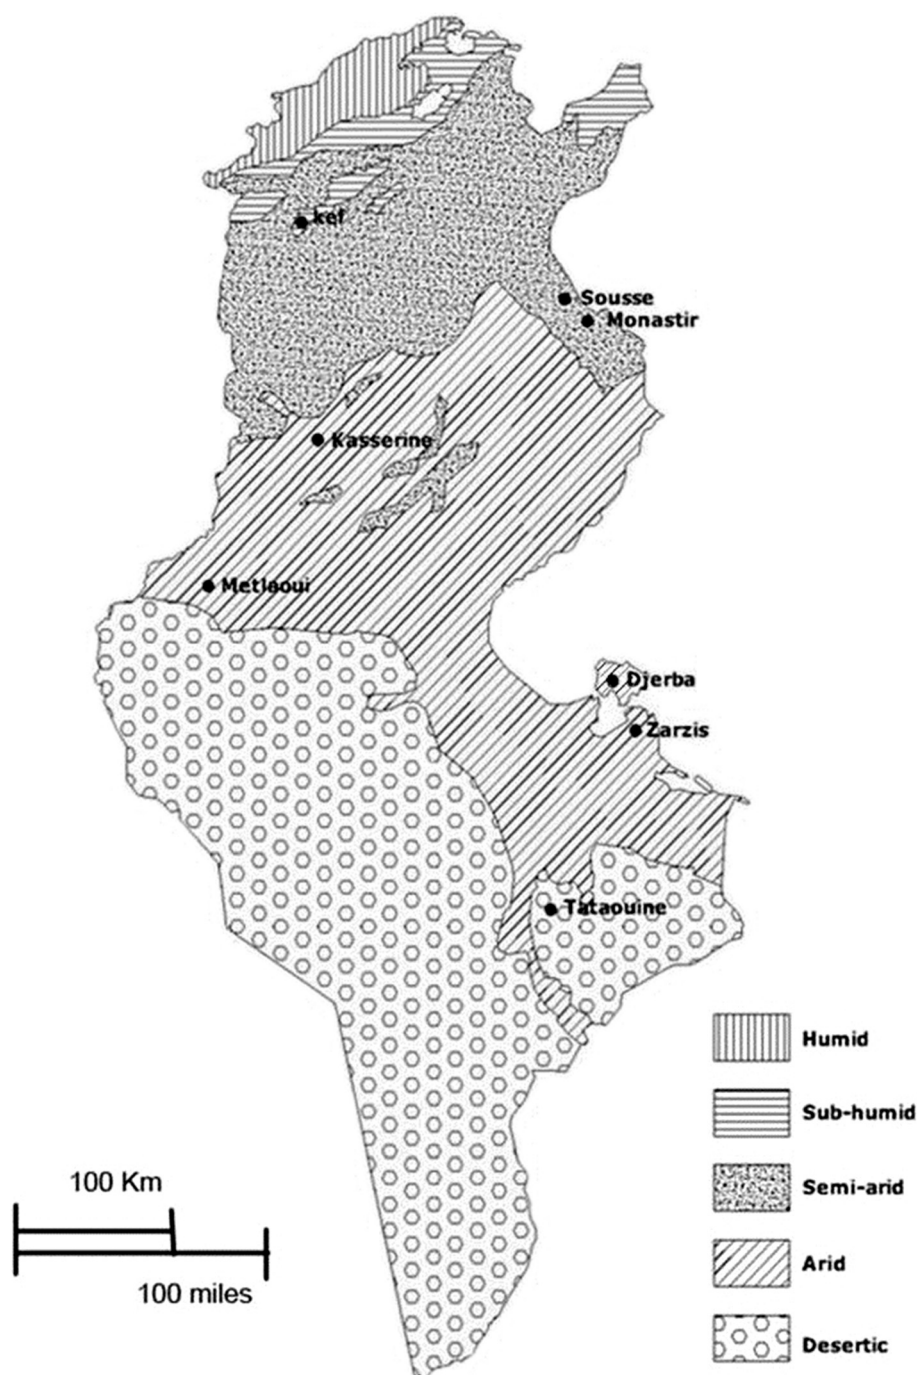 kef
Sousse
Monastir
Kasserine
Metlaoui
Djerba
Zarzis
Tataouine
Humid
Sub-humid
Semi-arid
Arid
Desertic
100 Km
100 miles